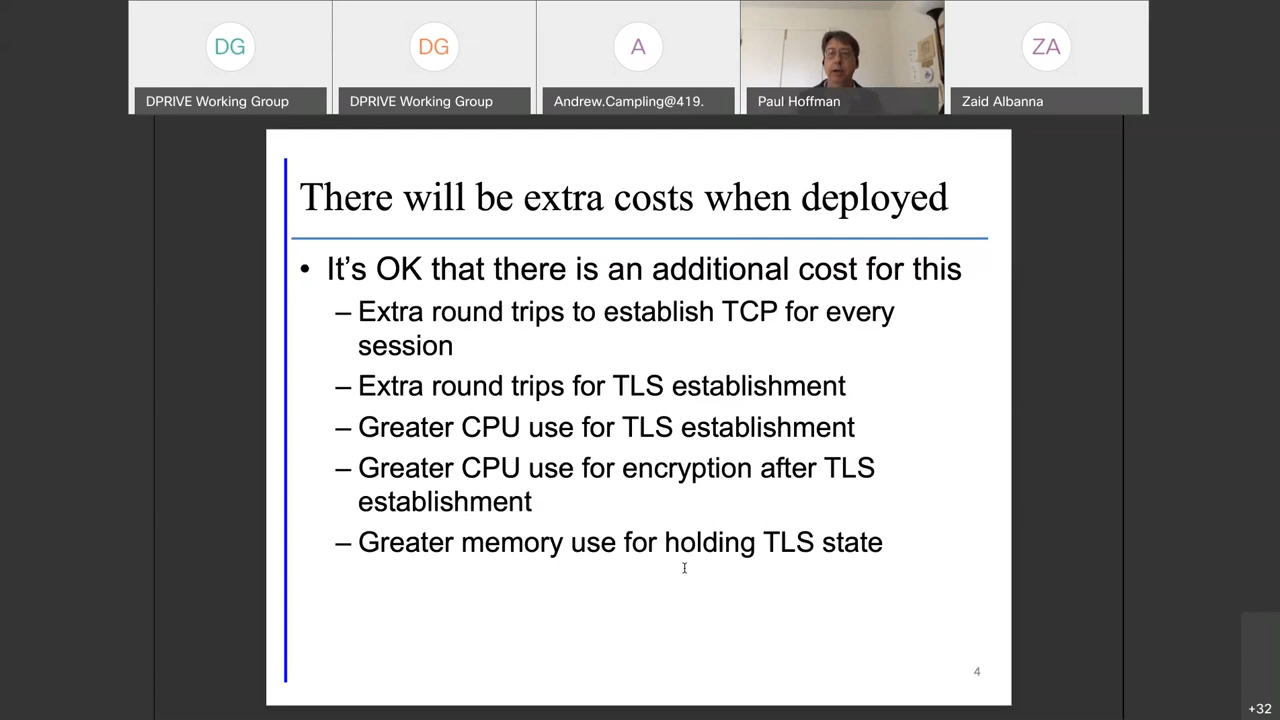 DG
DG
A
ZA
DPRIVE Working Group
DPRIVE Working Group
Andrew.Campling@419.
Paul Hoffman
Zaid Albanna
There will be extra costs when deployed
• It's OK that there is an additional cost for this
– Extra round trips to establish TCP for every
session
– Extra round trips for TLS establishment
– Greater CPU use for TLS establishment
– Greater CPU use for encryption after TLS
establishment
– Greater memory use for holding TLS state
4
+32